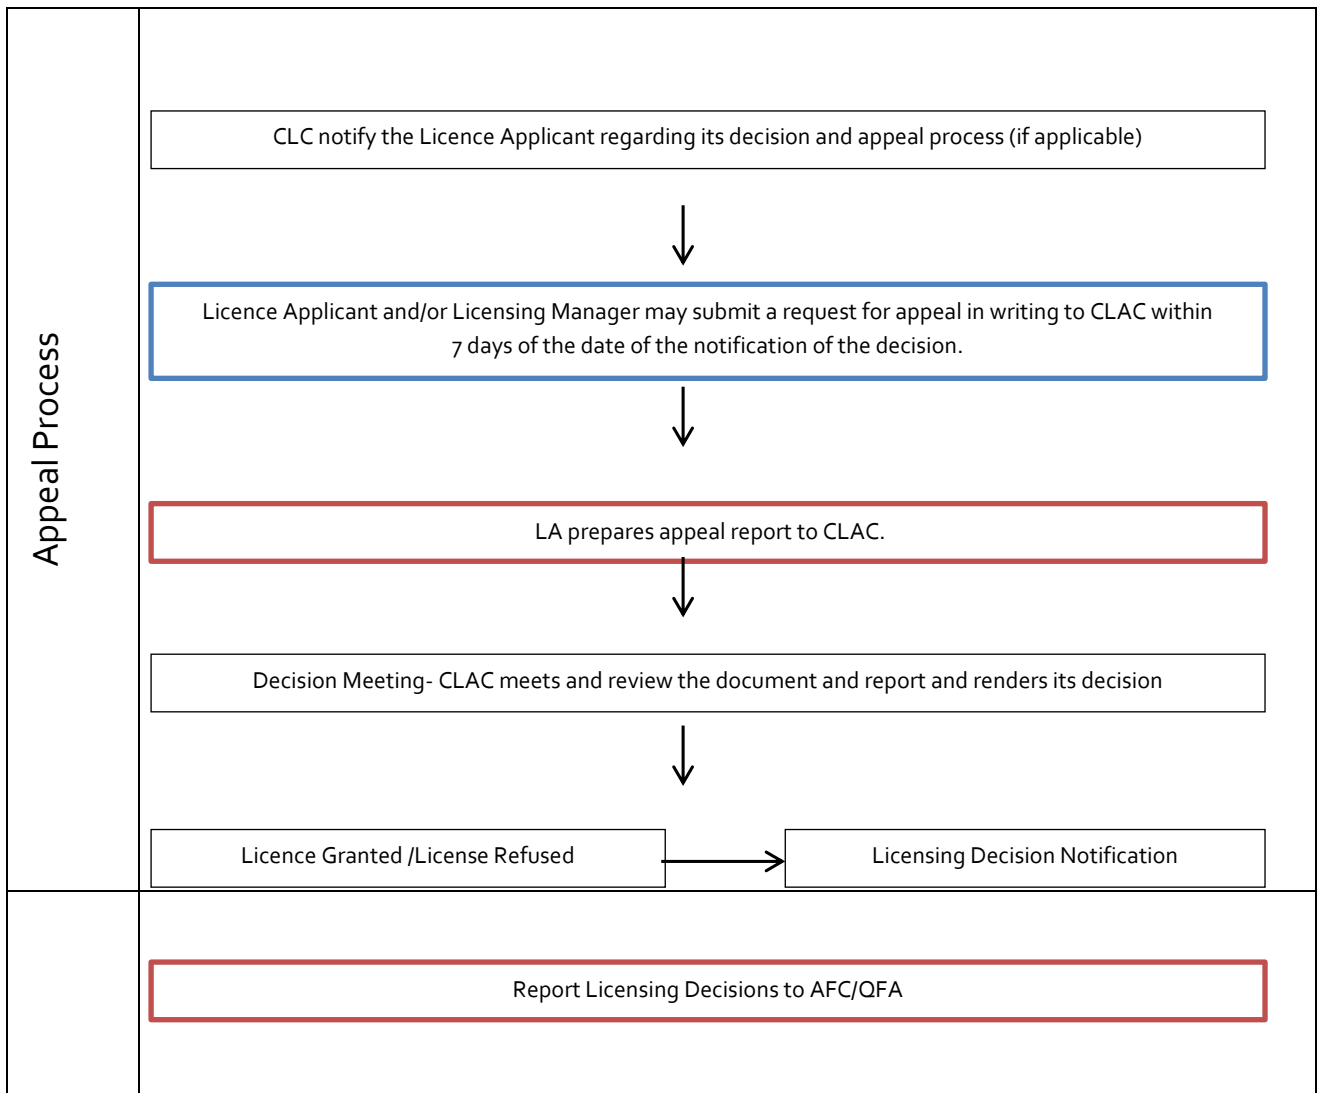 Appeal Process
CLC notify the Licence Applicant regarding its decision and appeal process (if applicable)
Licence Applicant and/or Licensing Manager may submit a request for appeal in writing to CLAC within
7 days of the date of the notification of the decision.
LA prepares appeal report to CLAC.
Decision Meeting- CLAC meets and review the document and report and renders its decision
Licence Granted /License Refused
Licensing Decision Notification
Report Licensing Decisions to AFC/QFA